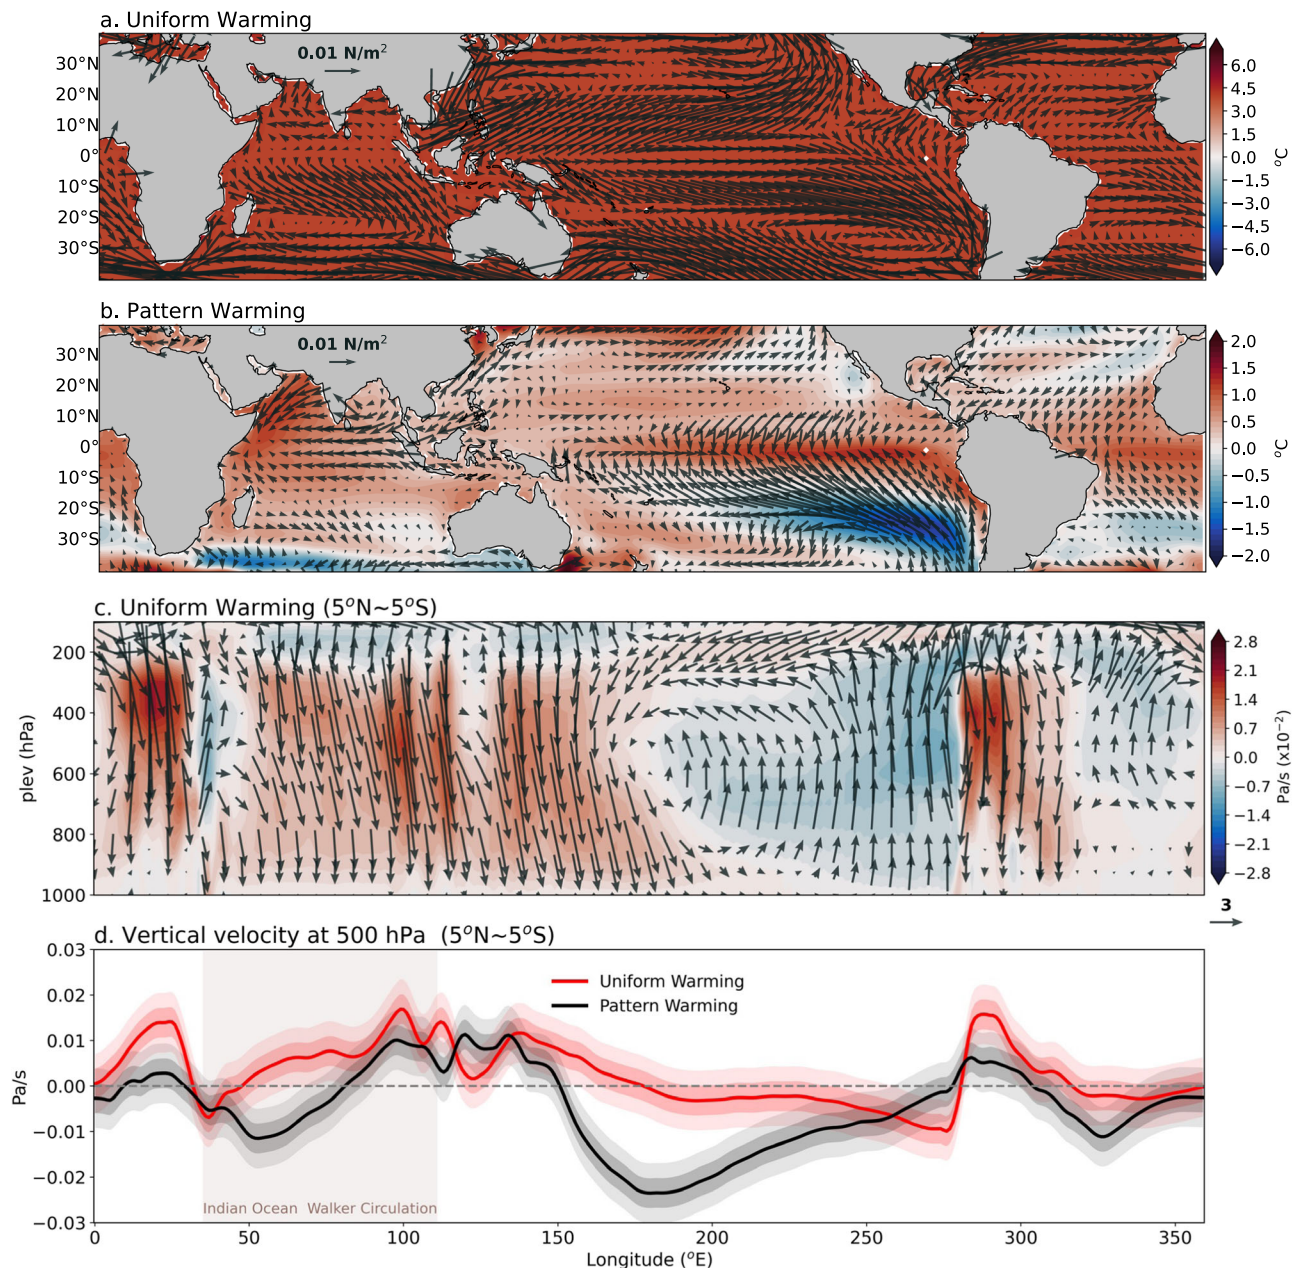 a. Uniform Warming
0.01 N/m²
30°N
20°N
10°N
0°
10°S
20°S
30°S
6.0
4.5
3.0
1.5
0.0
−1.5
−3.0
−4.5
−6.0
°C
b. Pattern Warming
0.01 N/m²
30°N
20°N
10°N
0°
10°S
20°S
30°S
2.0
1.5
1.0
0.5
0.0
−0.5
−1.0
−1.5
−2.0
°C
c. Uniform Warming (5°N~5°S)
200
400
600
800
1000
plev (hPa)
2.8
2.1
1.4
0.7
0.0
−0.7
−1.4
−2.1
−2.8
Pa/s (x10⁻²)
3
d. Vertical velocity at 500 hPa (5°N~5°S)
0.03
0.02
0.01
0.00
−0.01
−0.02
−0.03
Pa/s
Uniform Warming
Pattern Warming
Indian Ocean Walker Circulation
0
50
100
150
200
250
300
350
Longitude (°E)